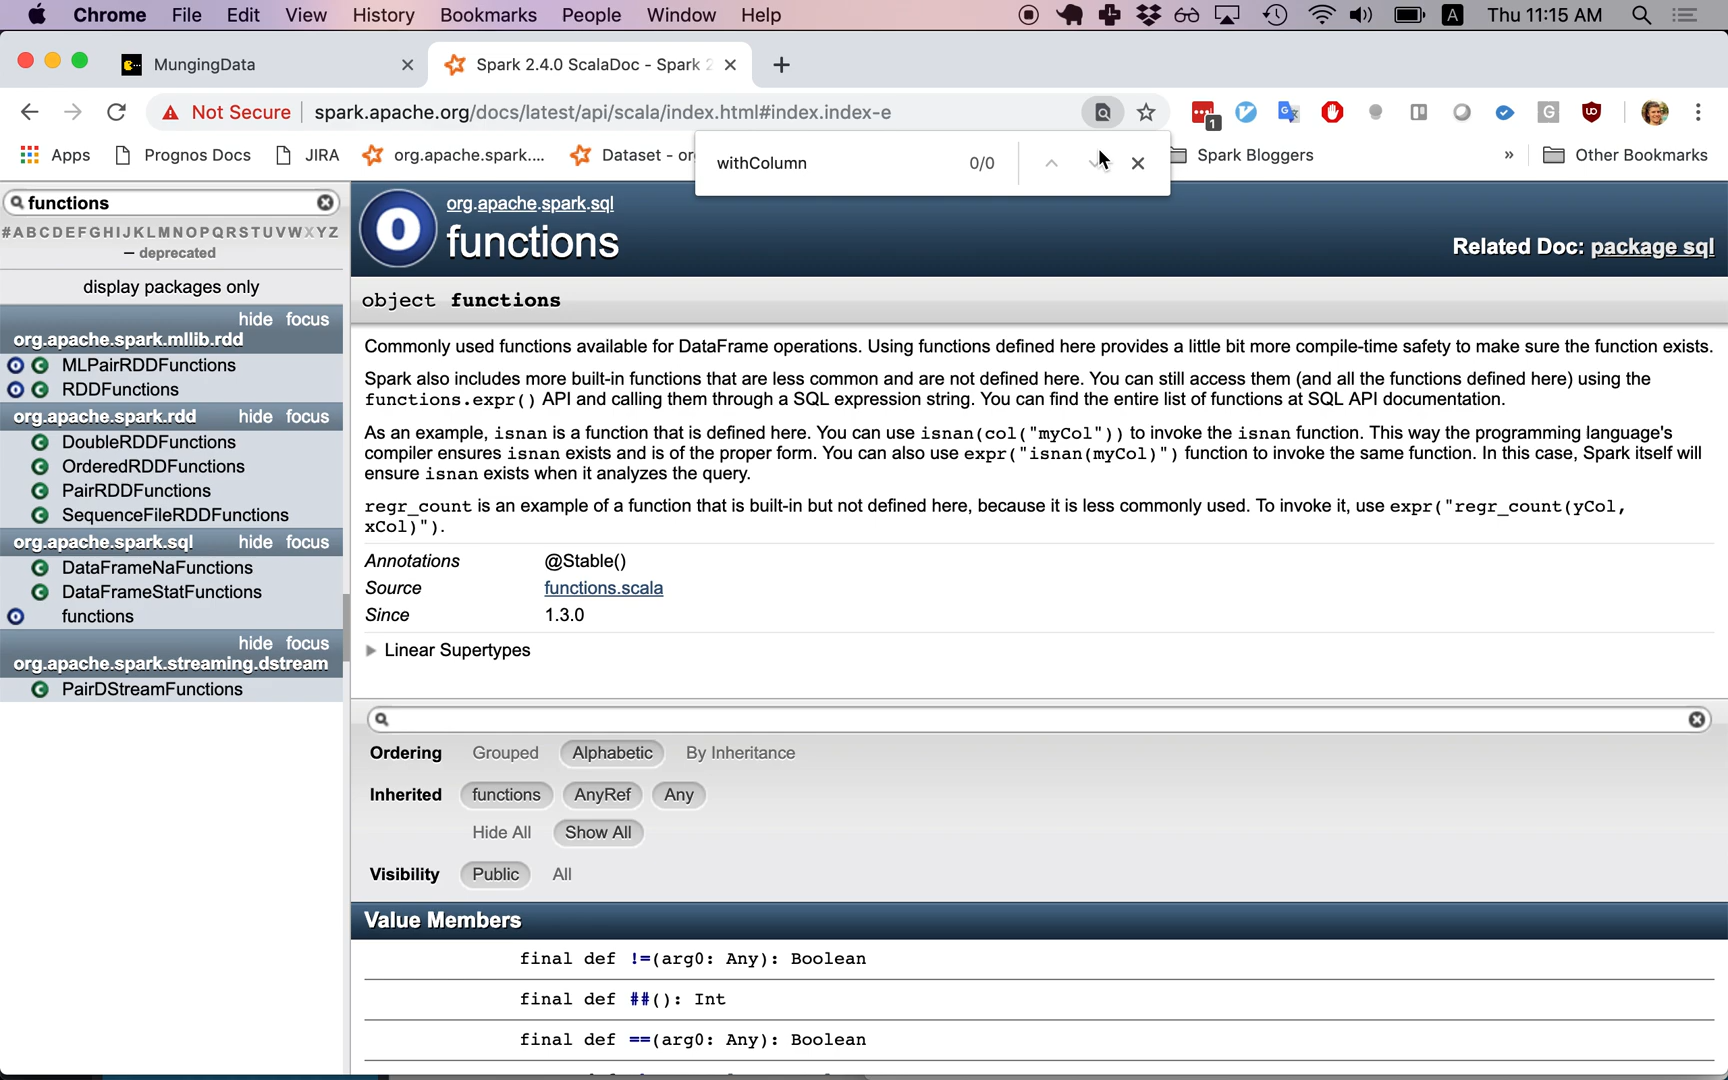 Chrome File Edit View History Bookmarks People Window Help A Thu 11:15 AM
MungingData Spark 2.4.0 ScalaDoc - Spark 2
Not Secure spark.apache.org/docs/latest/api/scala/index.html#index.index-e 1 G
Apps Prognos Docs JIRA org.apache.spark.... Dataset - or Spark Bloggers » Other Bookmarks
withColumn 0/0
functions
#ABCDEFGHIJKLMNOPQRSTUVWXYZ
– deprecated
display packages only
hide focus
org.apache.spark.mllib.rdd
MLPairRDDFunctions
RDDFunctions
org.apache.spark.rdd hide focus
DoubleRDDFunctions
OrderedRDDFunctions
PairRDDFunctions
SequenceFileRDDFunctions
org.apache.spark.sql hide focus
DataFrameNaFunctions
DataFrameStatFunctions
functions
hide focus
org.apache.spark.streaming.dstream
PairDStreamFunctions
O
org.apache.spark.sql
functions
Related Doc: package sql
object functions
Commonly used functions available for DataFrame operations. Using functions defined here provides a little bit more compile-time safety to make sure the function exists.
Spark also includes more built-in functions that are less common and are not defined here. You can still access them (and all the functions defined here) using the
functions.expr() API and calling them through a SQL expression string. You can find the entire list of functions at SQL API documentation.
As an example, isnan is a function that is defined here. You can use isnan(col("myCol")) to invoke the isnan function. This way the programming language's
compiler ensures isnan exists and is of the proper form. You can also use expr("isnan(myCol)") function to invoke the same function. In this case, Spark itself will
ensure isnan exists when it analyzes the query.
regr_count is an example of a function that is built-in but not defined here, because it is less commonly used. To invoke it, use expr("regr_count(yCol,
xCol)").
Annotations @Stable()
Source functions.scala
Since 1.3.0
Linear Supertypes
Ordering Grouped Alphabetic By Inheritance
Inherited functions AnyRef Any
Hide All Show All
Visibility Public All
Value Members
final def !=(arg0: Any): Boolean
final def ##(): Int
final def ==(arg0: Any): Boolean